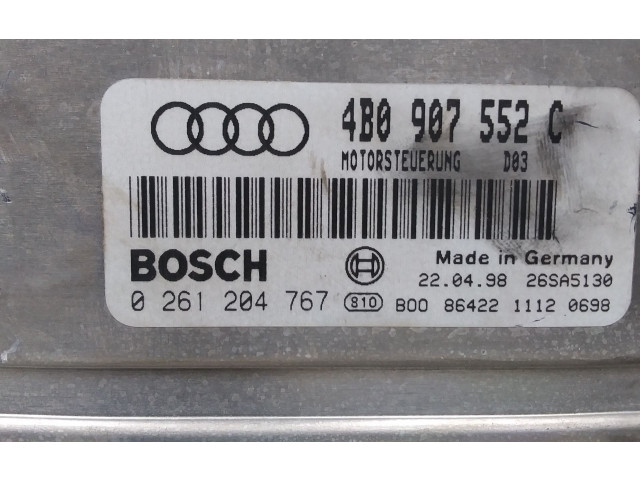 4B0 907 552 C
MOTORSTEUERUNG D03
BOSCH
Made in Germany
22.04.98 26SA5130
0 261 204 767 S10 B00 86422 1112 0698